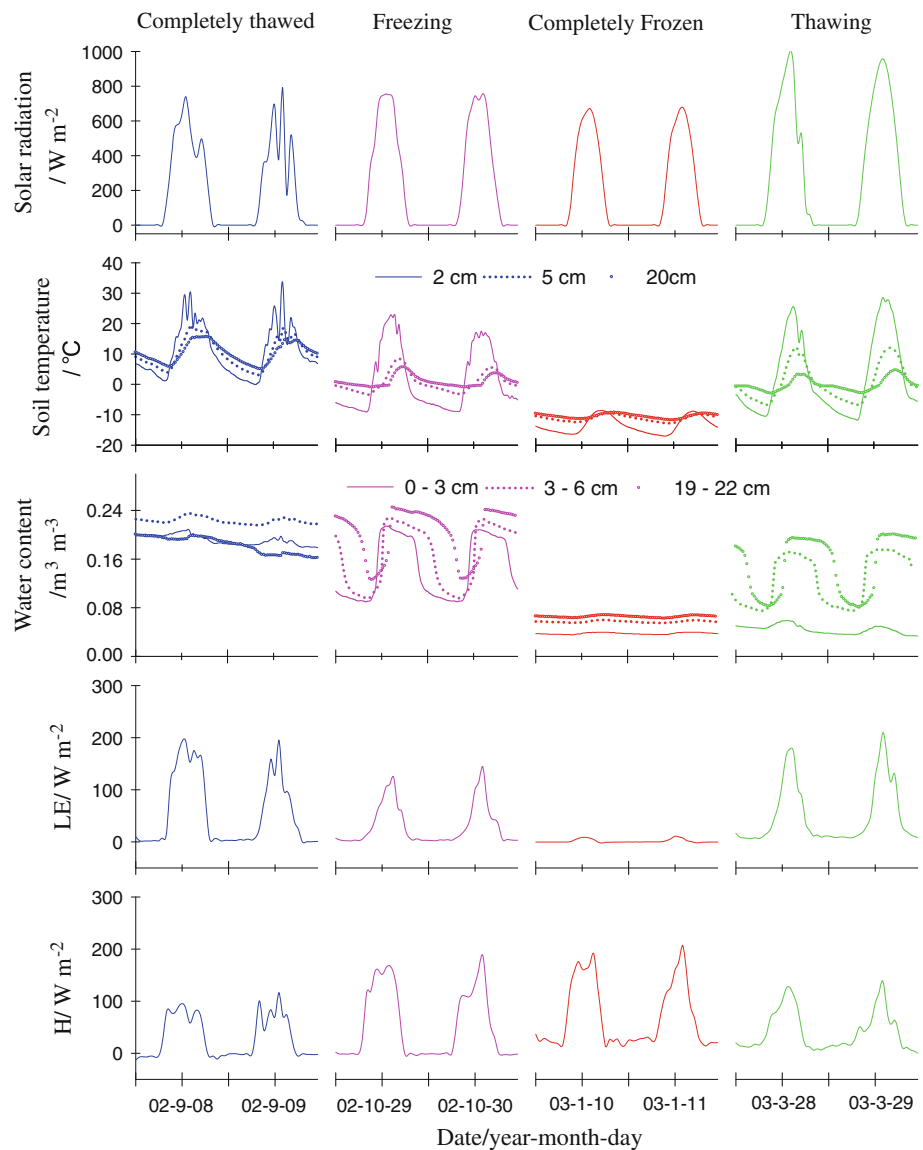 Completely thawed Freezing Completely Frozen Thawing
Solar radiation
/ W m-2
1000
800
600
400
200
0
Soil temperature
/ °C
40
30
20
10
0
-10
-20
2 cm 5 cm 20cm
Water content
/m3 m-3
0.24
0.16
0.08
0.00
0 - 3 cm 3 - 6 cm 19 - 22 cm
LE/ W m-2
300
200
100
0
H/ W m-2
300
200
100
0
02-9-08 02-9-09 02-10-29 02-10-30 03-1-10 03-1-11 03-3-28 03-3-29
Date/year-month-day